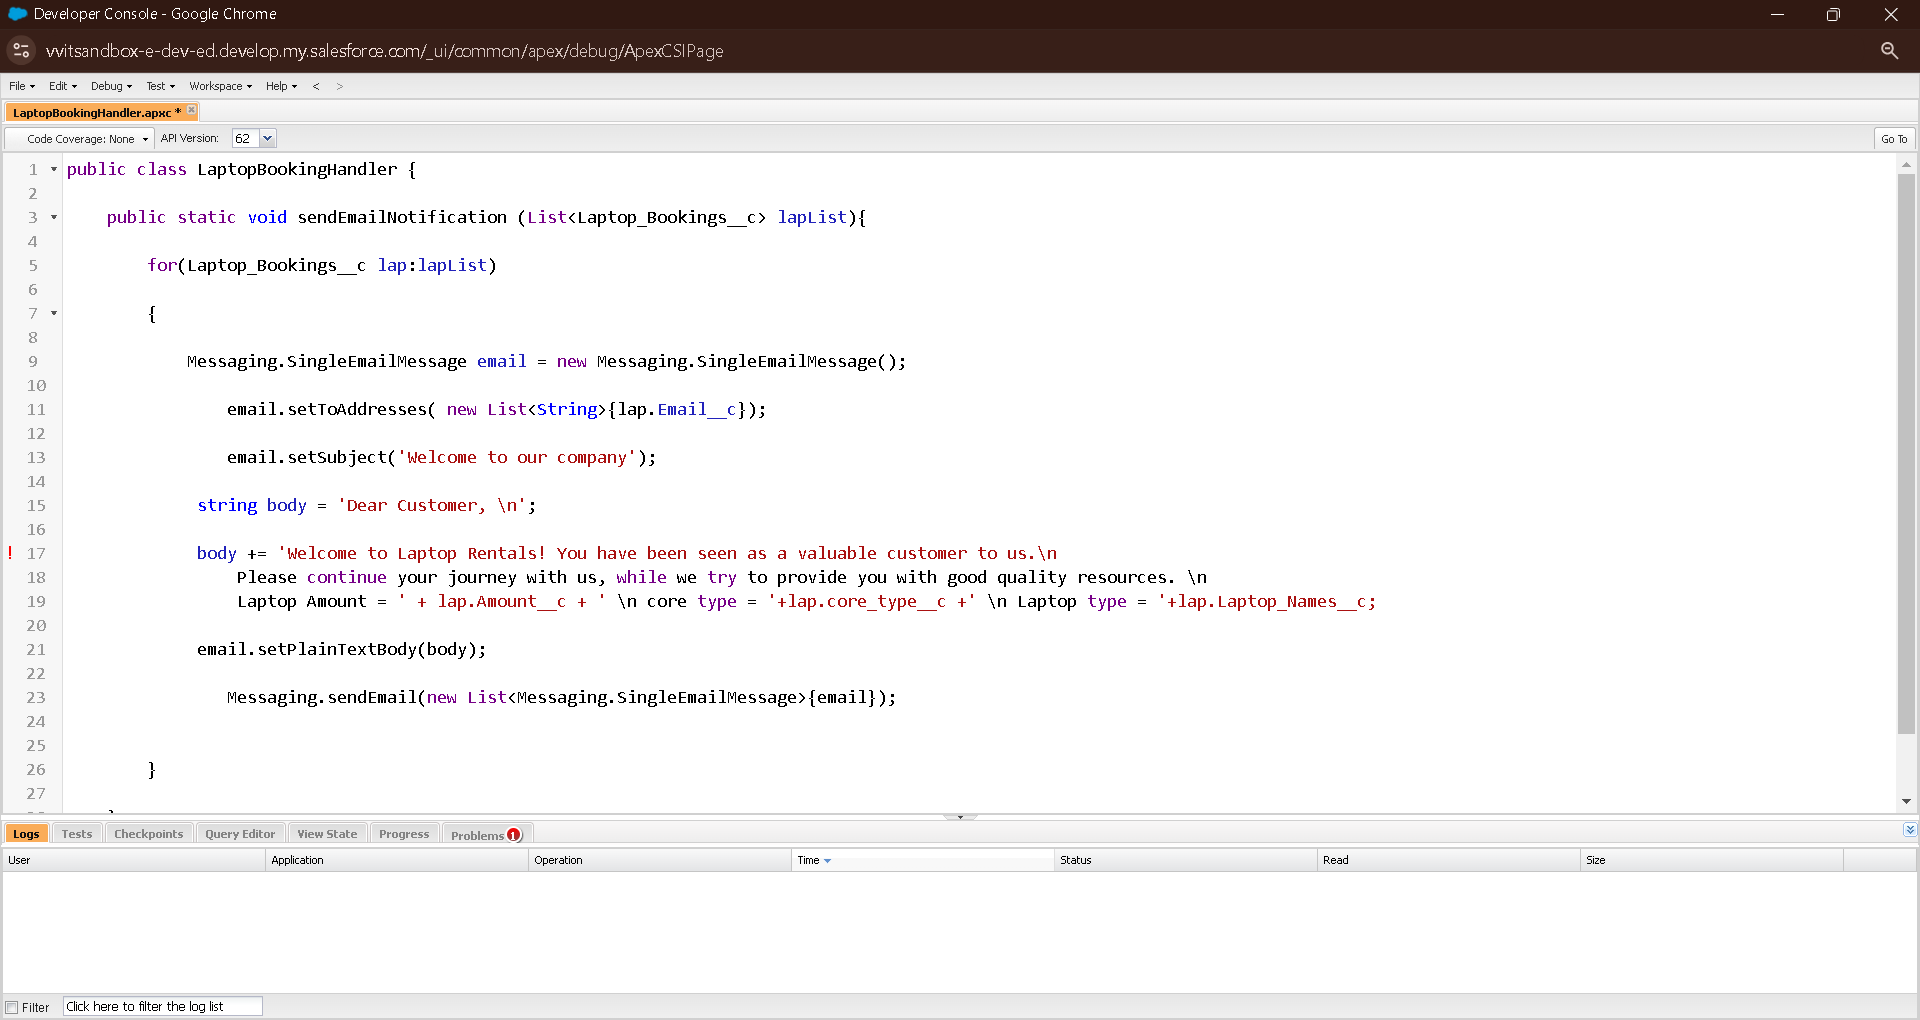 Developer Console - Google Chrome
vvitsandbox-e-dev-ed.develop.my.salesforce.com/_ui/common/apex/debug/ApexCSIPage
File Edit Debug Test Workspace Help < >
LaptopBookingHandler.apxc *
Code Coverage: None API Version: 62 Go To
1 public class LaptopBookingHandler {
2
3 public static void sendEmailNotification (List<Laptop_Bookings__c> lapList){
4
5 for(Laptop_Bookings__c lap:lapList)
6
7 {
8
9 Messaging.SingleEmailMessage email = new Messaging.SingleEmailMessage();
10
11 email.setToAddresses( new List<String>{lap.Email__c});
12
13 email.setSubject('Welcome to our company');
14
15 string body = 'Dear Customer, \n';
16
! 17 body += 'Welcome to Laptop Rentals! You have been seen as a valuable customer to us.\n
18 Please continue your journey with us, while we try to provide you with good quality resources. \n
19 Laptop Amount = ' + lap.Amount__c + ' \n core type = '+lap.core_type__c +' \n Laptop type = '+lap.Laptop_Names__c;
20
21 email.setPlainTextBody(body);
22
23 Messaging.sendEmail(new List<Messaging.SingleEmailMessage>{email});
24
25
26 }
27
Logs Tests Checkpoints Query Editor View State Progress Problems 1
User Application Operation Time Status Read Size
Filter Click here to filter the log list